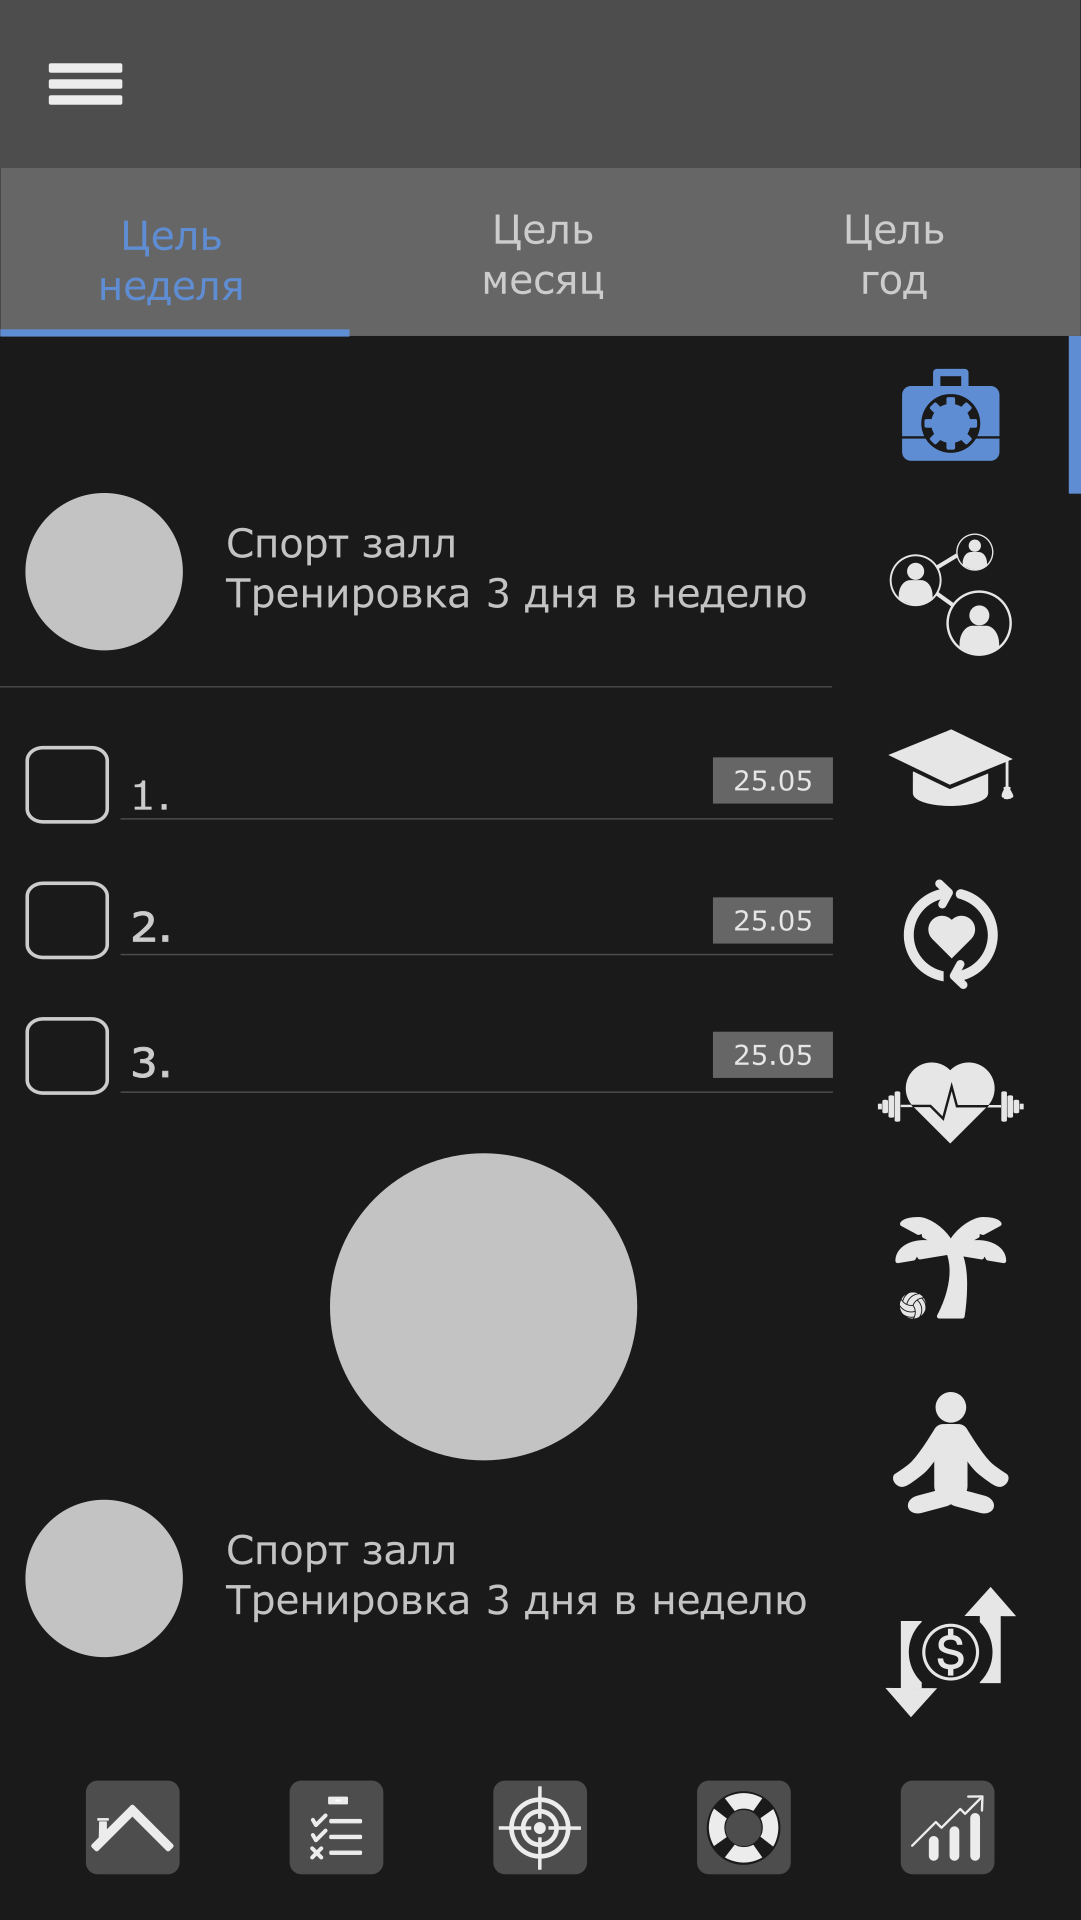 Цель
неделя
Цель
месяц
Цель
год
Спорт залл
Тренировка 3 дня в неделю
1.
25.05
2.
25.05
3.
25.05
Спорт залл
Тренировка 3 дня в неделю
$